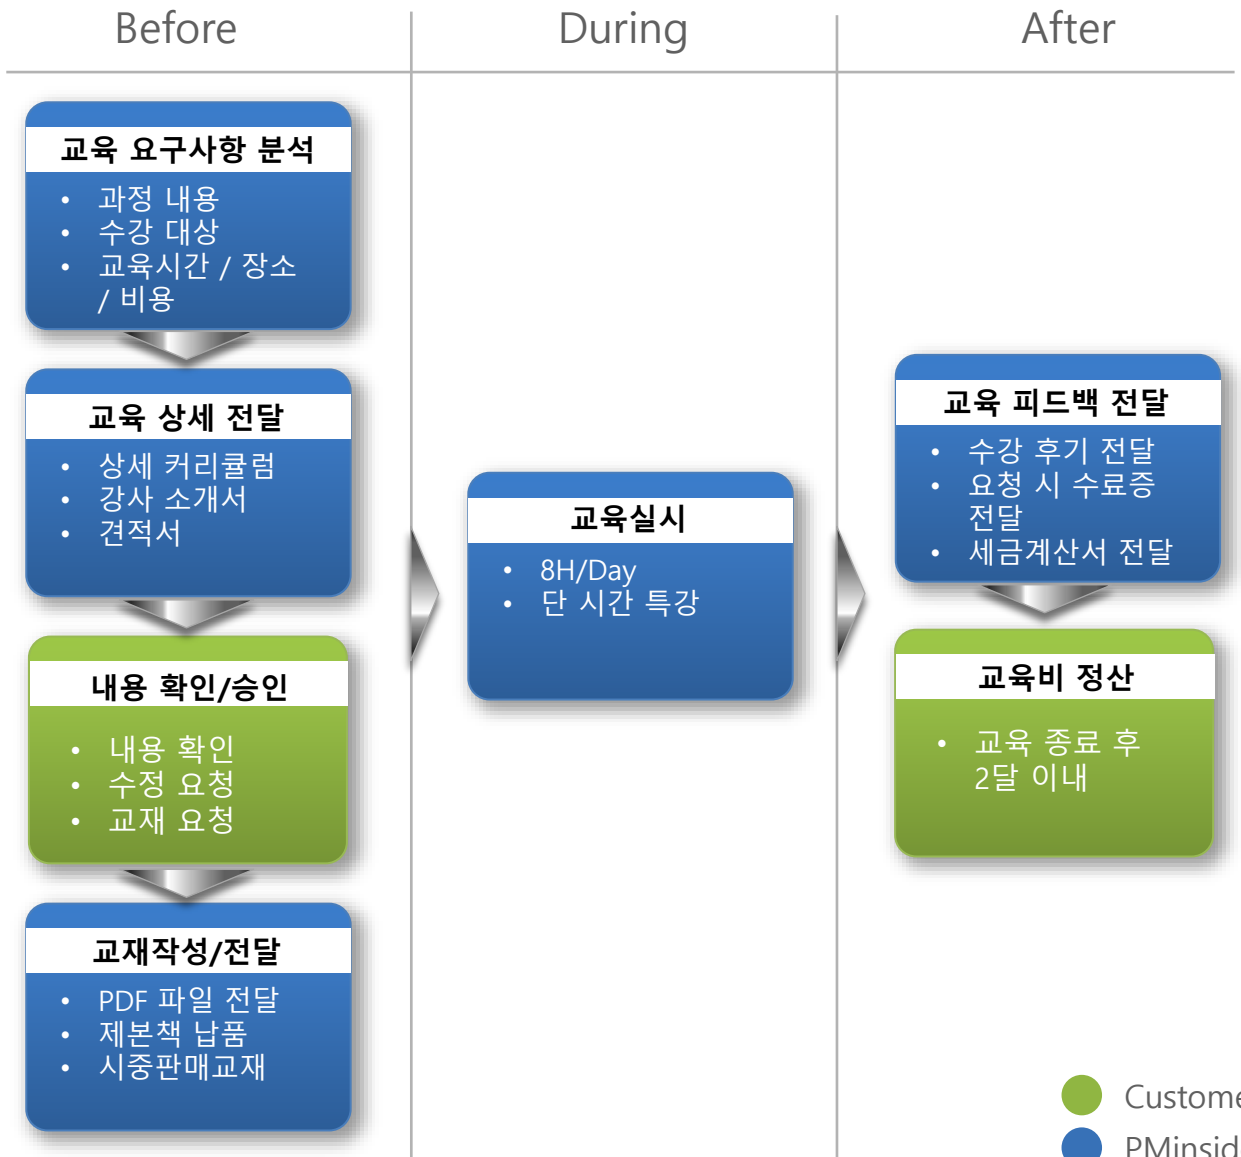 Before
During
After
교육 요구사항 분석
• 과정 내용
• 수강 대상
• 교육시간 / 장소
/ 비용
교육 상세 전달
• 상세 커리큘럼
• 강사 소개서
• 견적서
내용 확인/승인
• 내용 확인
• 수정 요청
• 교재 요청
교재작성/전달
• PDF 파일 전달
• 제본책 납품
• 시중판매교재
교육실시
• 8H/Day
• 단 시간 특강
교육 피드백 전달
• 수강 후기 전달
• 요청 시 수료증
전달
• 세금계산서 전달
교육비 정산
• 교육 종료 후
2달 이내
Custome
PMinsid